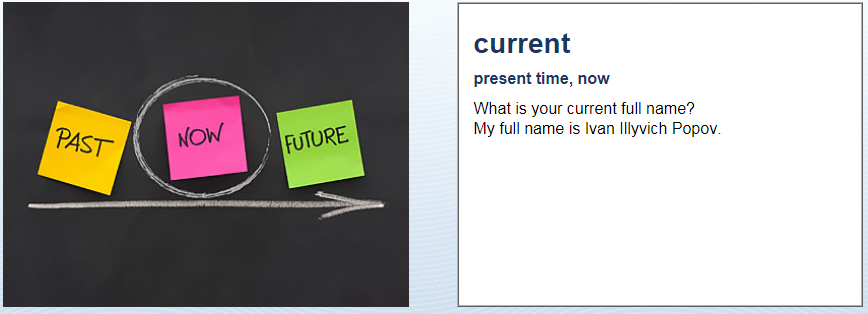 PAST
NOW
FUTURE
current
present time, now
What is your current full name?
My full name is Ivan Illyvich Popov.